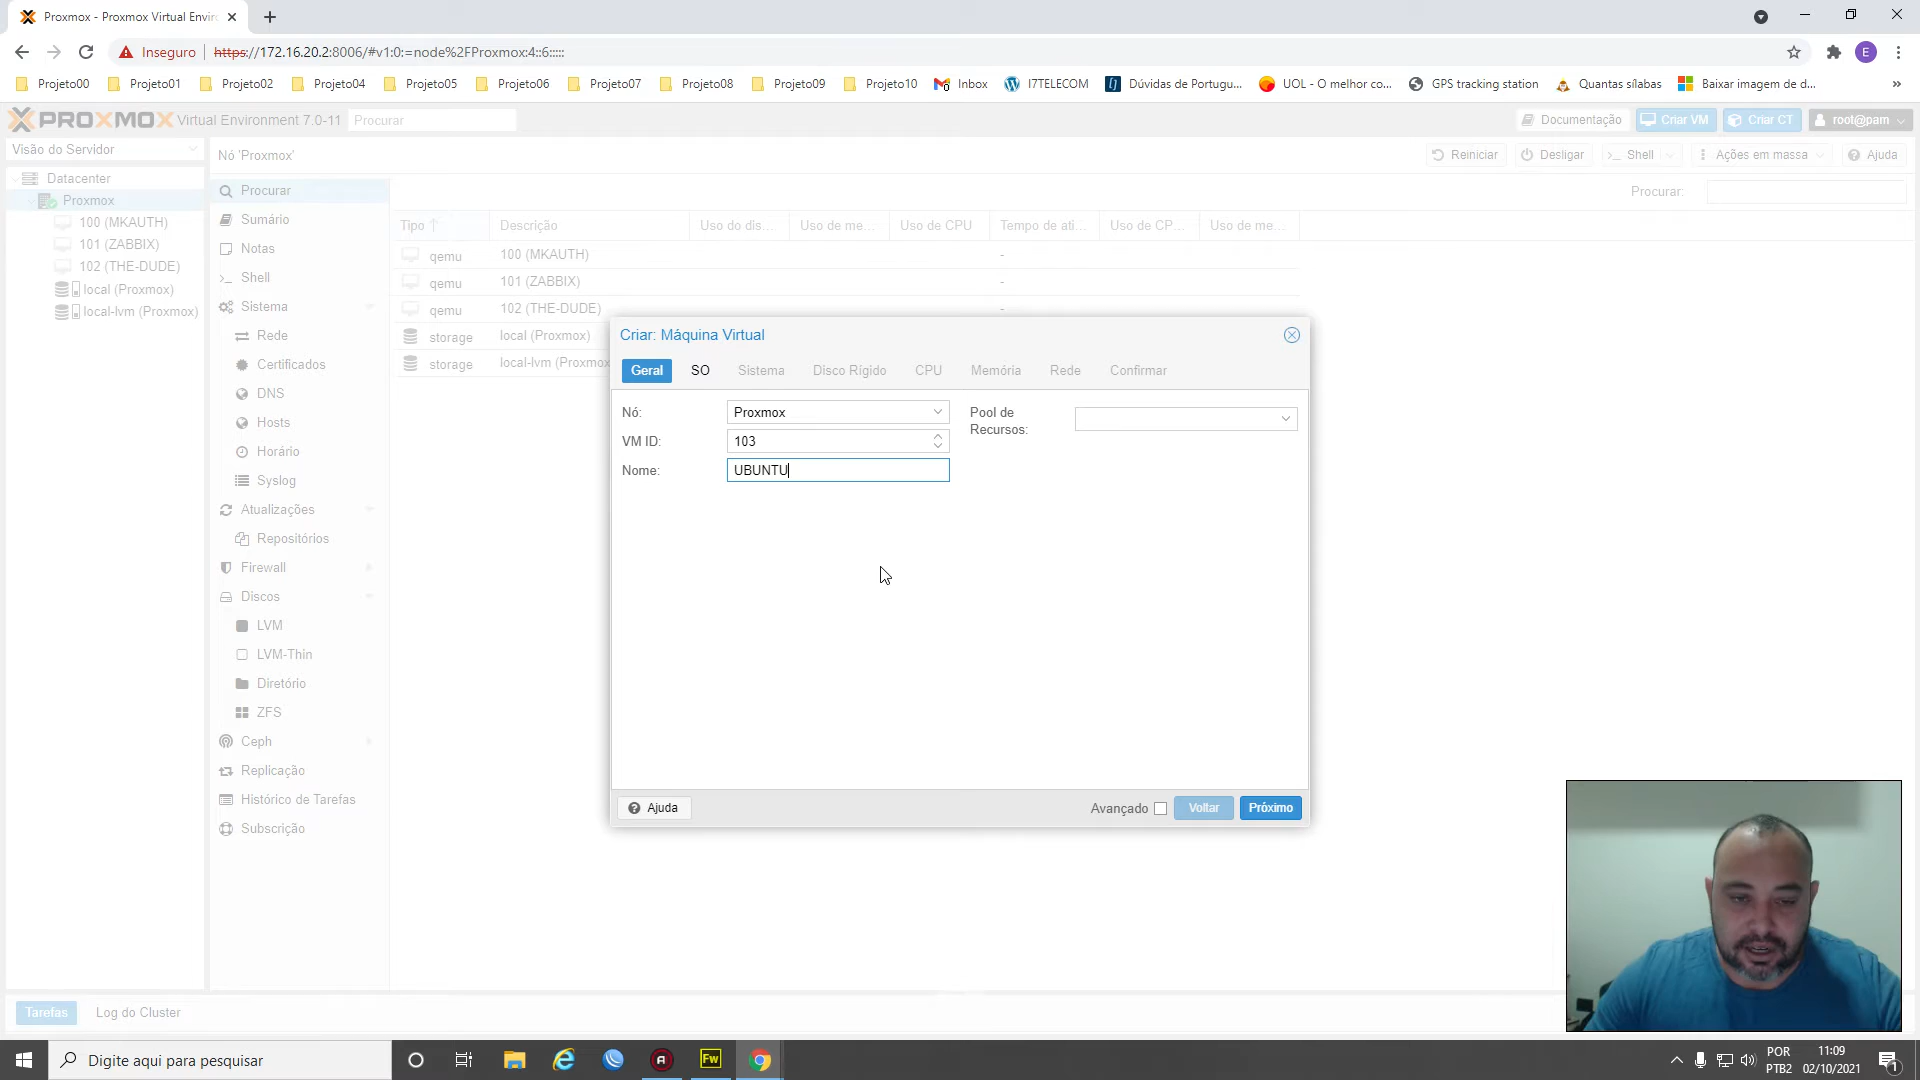 Proxmox - Proxmox Virtual Envir
Inseguro
https://172.16.20.2:8006/#v1:0:=node%2FProxmox:4::6:::::
E
Projeto00
Projeto01
Projeto02
Projeto04
Projeto05
Projeto06
Projeto07
Projeto08
Projeto09
Projeto10
Inbox
I7TELECOM
Dúvidas de Portugu...
UOL - O melhor co...
GPS tracking station
Quantas sílabas
Baixar imagem de d...
»
PROXMOX Virtual Environment 7.0-11
Procurar
Documentação
Criar VM
Criar CT
root@pam
Visão do Servidor
Nó 'Proxmox'
Reiniciar
Desligar
>_ Shell
Ações em massa
Ajuda
Datacenter
Proxmox
100 (MKAUTH)
101 (ZABBIX)
102 (THE-DUDE)
local (Proxmox)
local-lvm (Proxmox)
Procurar
Sumário
Notas
>_ Shell
Sistema
Rede
Certificados
DNS
Hosts
Horário
Syslog
Atualizações
Repositórios
Firewall
Discos
LVM
LVM-Thin
Diretório
ZFS
Ceph
Replicação
Histórico de Tarefas
Subscrição
Procurar:
Tipo ↑
Descrição
Uso do dis...
Uso de me...
Uso de CPU
Tempo de ati...
Uso de CP...
Uso de me...
qemu
100 (MKAUTH)
-
qemu
101 (ZABBIX)
-
qemu
102 (THE-DUDE)
-
storage
local (Proxmox)
storage
local-lvm (Proxmox
Criar: Máquina Virtual
Geral
SO
Sistema
Disco Rígido
CPU
Memória
Rede
Confirmar
Nó:
Proxmox
Pool de
Recursos:
VM ID:
103
Nome:
UBUNTU
Ajuda
Avançado
Voltar
Próximo
Tarefas
Log do Cluster
Digite aqui para pesquisar
Fw
POR
PTB2
11:09
02/10/2021
1